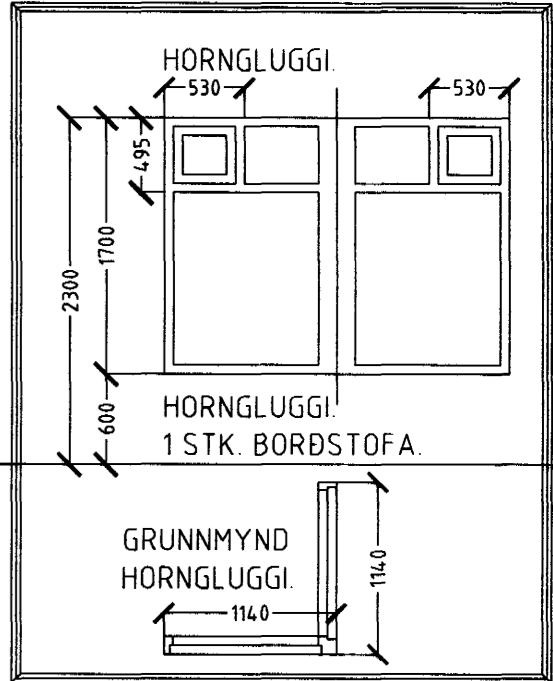 HORNGLUGGI.
530
530
495
1700
2300
600
HORNGLUGGI.
1 STK. BORÐSTOFA.
GRUNNMYND
HORNGLUGGI.
1140
1140